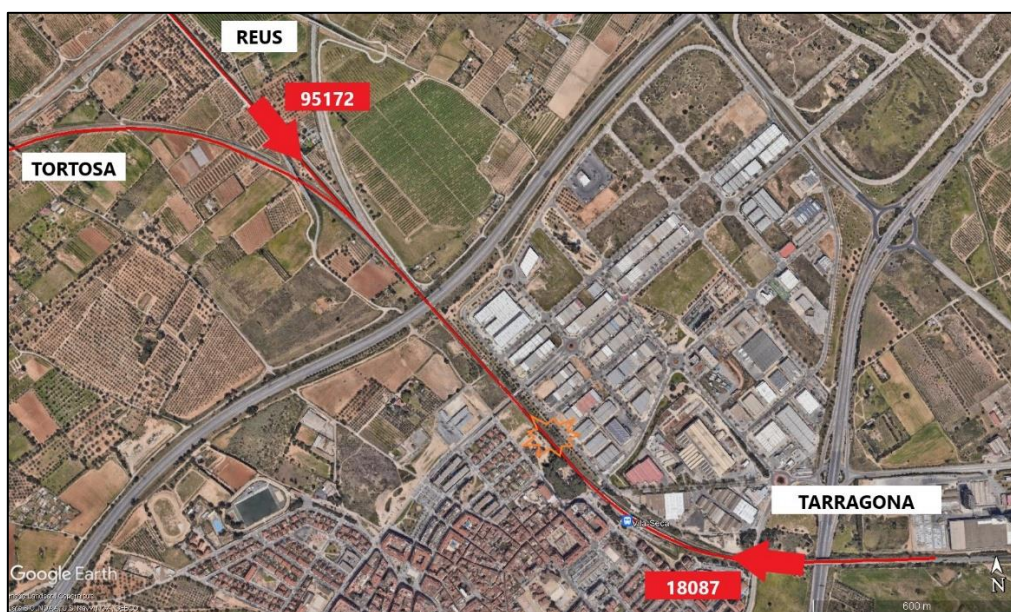 REUS
95172
TORTOSA
TARRAGONA
Vila-Seca
18087
Google Earth
600 m
N